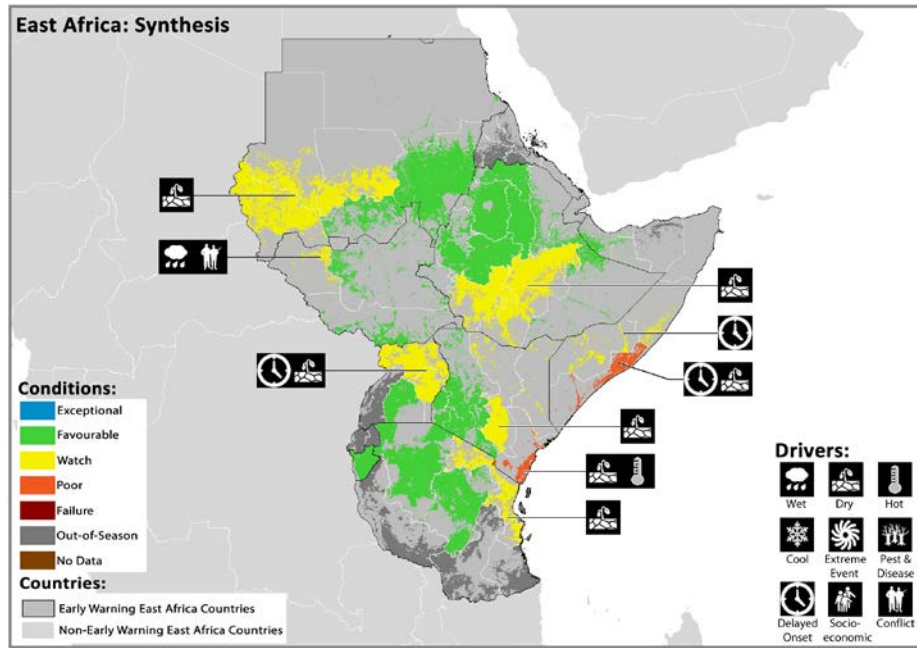 East Africa: Synthesis
Conditions:
Exceptional
Favourable
Watch
Poor
Failure
Out-of-Season
No Data
Countries:
Early Warning East Africa Countries
Non-Early Warning East Africa Countries
Drivers:
Wet
Dry
Hot
Cool
Extreme
Event
Pest &
Disease
Delayed
Onset
Socio-
economic
Conflict